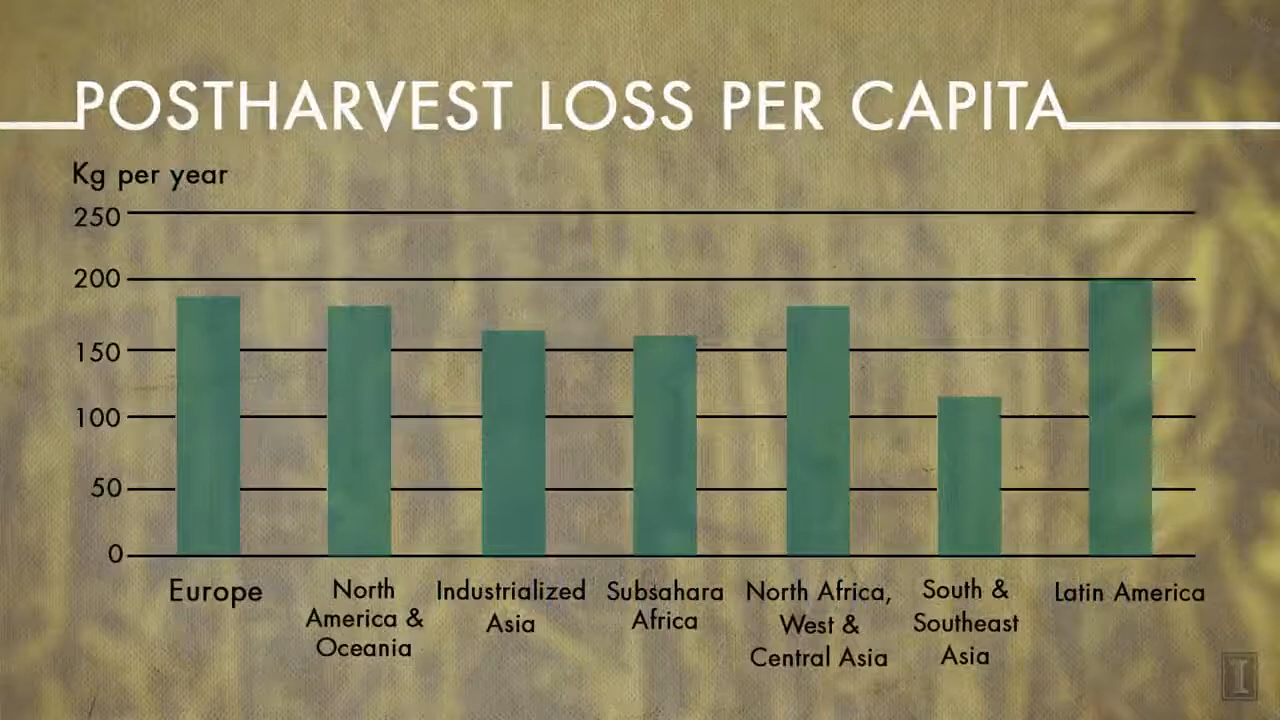 POSTHARVEST LOSS PER CAPITA
Kg per year
250
200
150
100
50
0
Europe
North
America &
Oceania
Industrialized
Asia
Subsahara
Africa
North Africa,
West &
Central Asia
South &
Southeast
Asia
Latin America
I